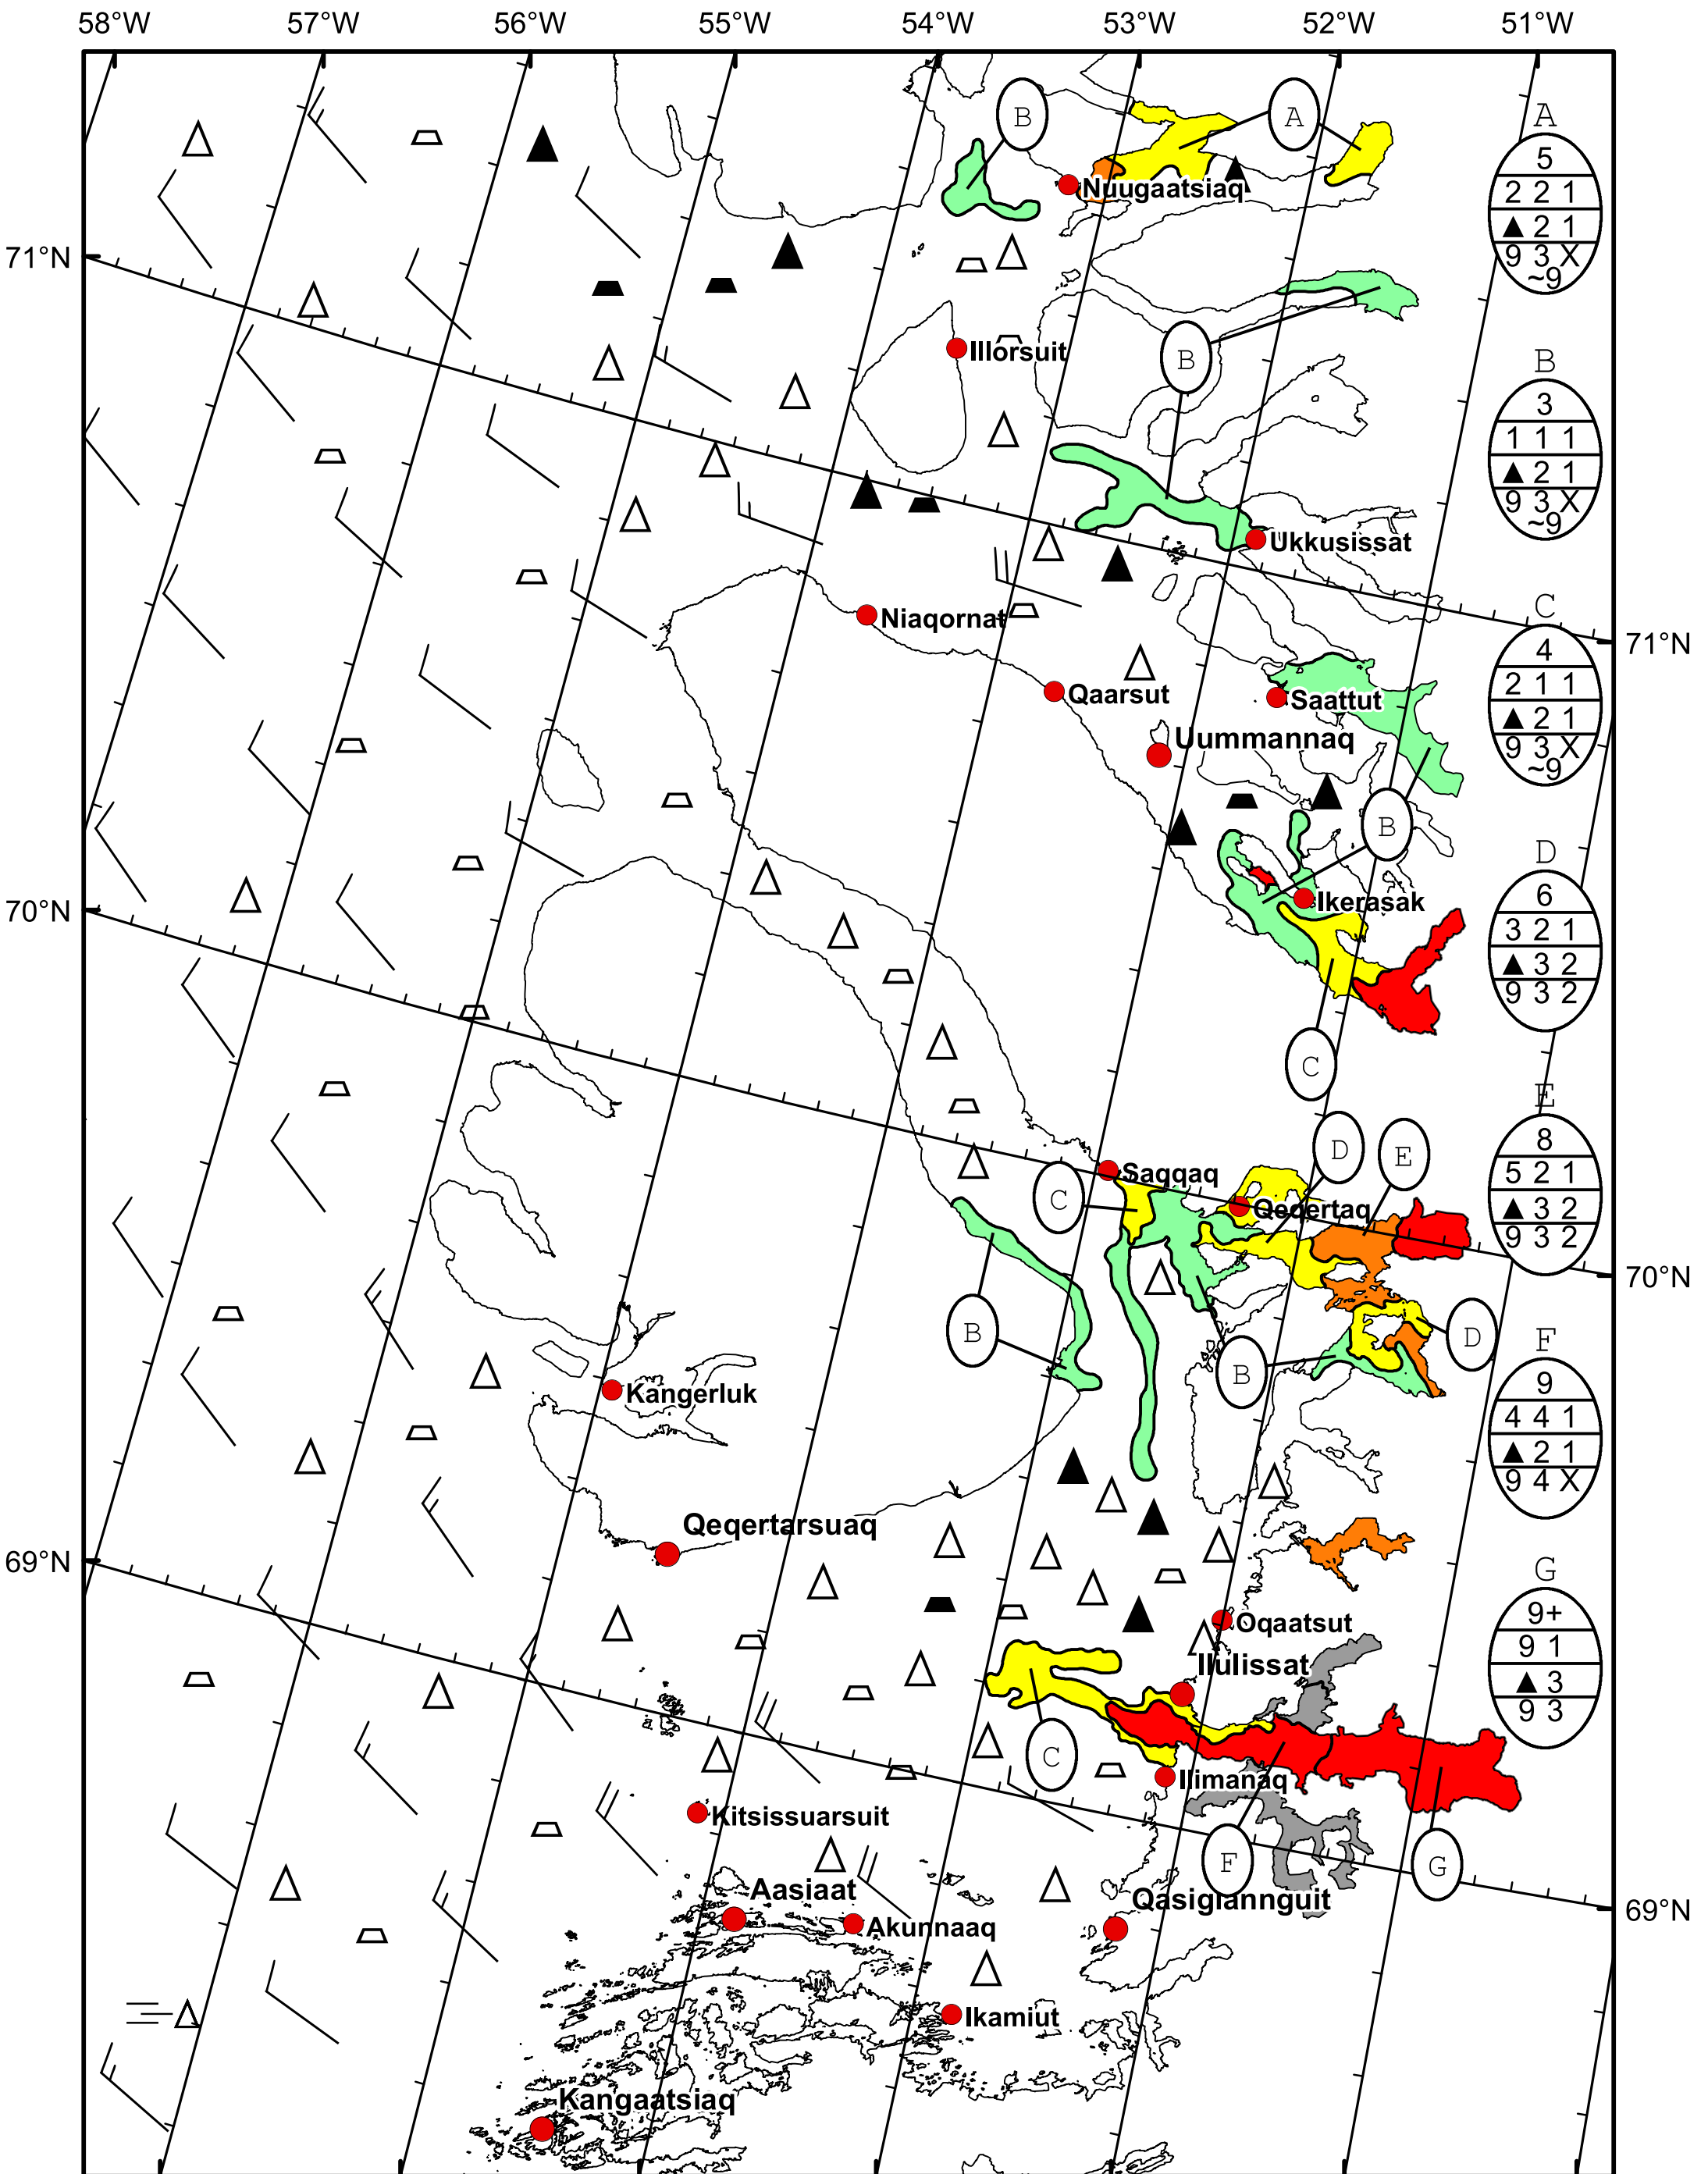 58°W 57°W 56°W 55°W 54°W 53°W 52°W 51°W
B
A
Nuugaatsiaq
71°N
B
Illorsuit
Ukkusissat
Niaqornat
71°N
Qaarsut
Saattut
Uummannaq
B
Ikerasak
70°N
C
D
E
Saqqaq
C
Qeqertaq
70°N
B
D
B
Kangerluk
Qeqertarsuaq
69°N
Oqaatsut
Ilulissat
C
Ilimanaq
Kitsissuarsuit
F
G
Aasiaat
Qasigiannguit
Akunnaaq
69°N
Ikamiut
Kangaatsiaq
A
5
2 2 1
▲ 2 1
9 3 X
~9
B
3
1 1 1
▲ 2 1
9 3 X
~9
C
4
2 1 1
▲ 2 1
9 3 X
~9
D
6
3 2 1
▲ 3 2
9 3 2
E
8
5 2 1
▲ 3 2
9 3 2
F
9
4 4 1
▲ 2 1
9 4 X
G
9+
9 1
▲ 3
9 3